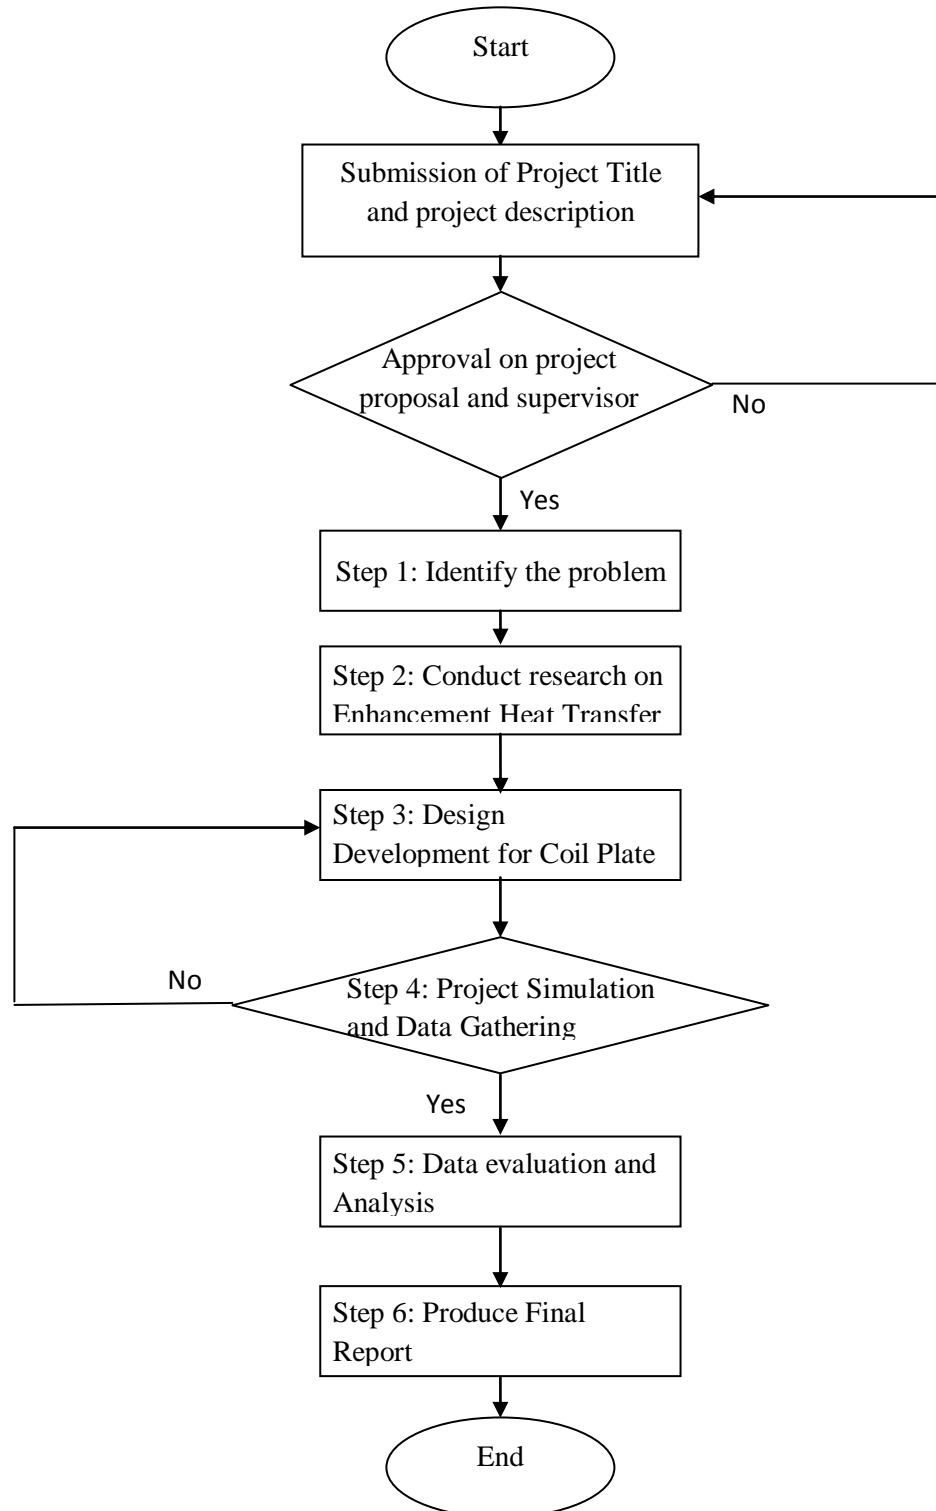 Start
Submission of Project Title
and project description
Approval on project
proposal and supervisor
No
Yes
Step 1: Identify the problem
Step 2: Conduct research on
Enhancement Heat Transfer
Step 3: Design
Development for Coil Plate
No
Step 4: Project Simulation
and Data Gathering
Yes
Step 5: Data evaluation and
Analysis
Step 6: Produce Final
Report
End